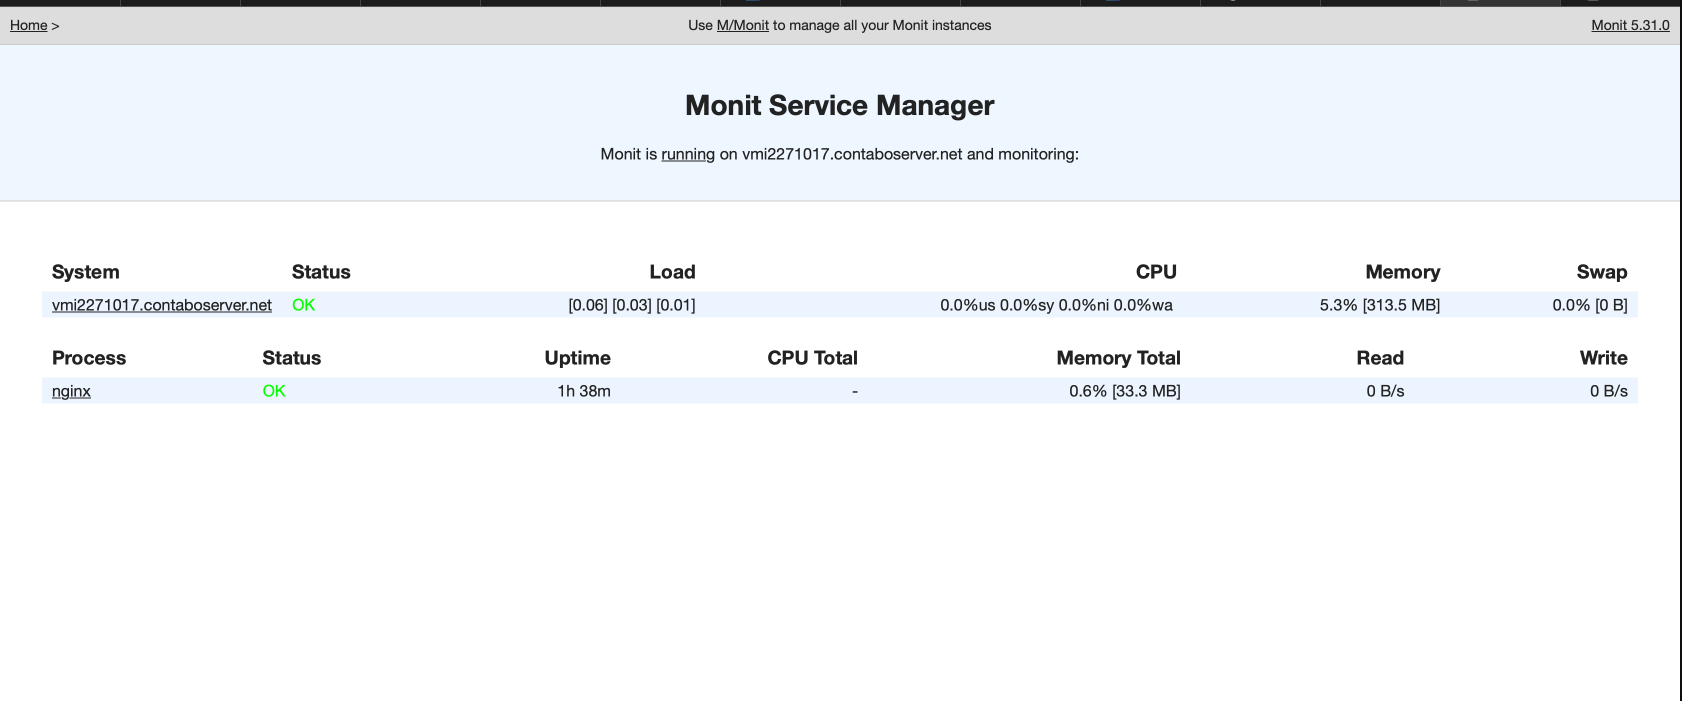 Home > Use M/Monit to manage all your Monit instances Monit 5.31.0
Monit Service Manager
Monit is running on vmi2271017.contaboserver.net and monitoring:
System Status Load CPU Memory Swap
vmi2271017.contaboserver.net OK [0.06] [0.03] [0.01] 0.0%us 0.0%sy 0.0%ni 0.0%wa 5.3% [313.5 MB] 0.0% [0 B]
Process Status Uptime CPU Total Memory Total Read Write
nginx OK 1h 38m - 0.6% [33.3 MB] 0 B/s 0 B/s